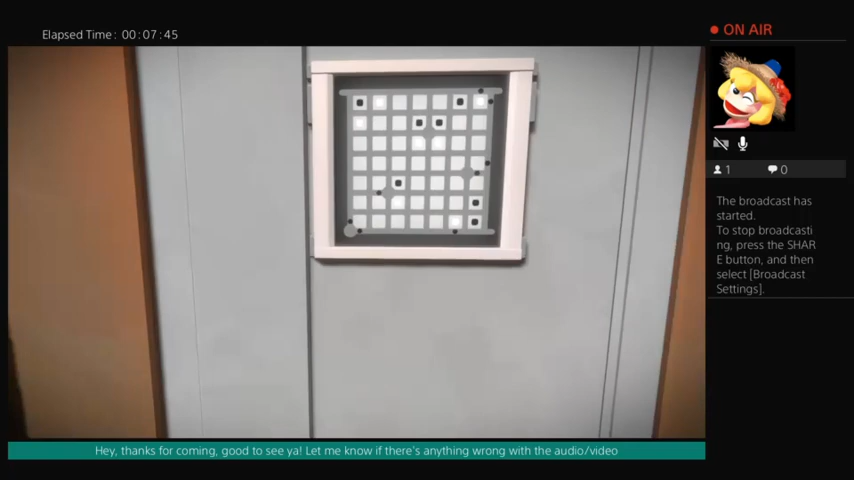 Elapsed Time: 00:07:45
ON AIR
1
0
The broadcast has
started.
To stop broadcasti
ng, press the SHAR
E button, and then
select [Broadcast
Settings].
Hey, thanks for coming, good to see ya! Let me know if there's anything wrong with the audio/video